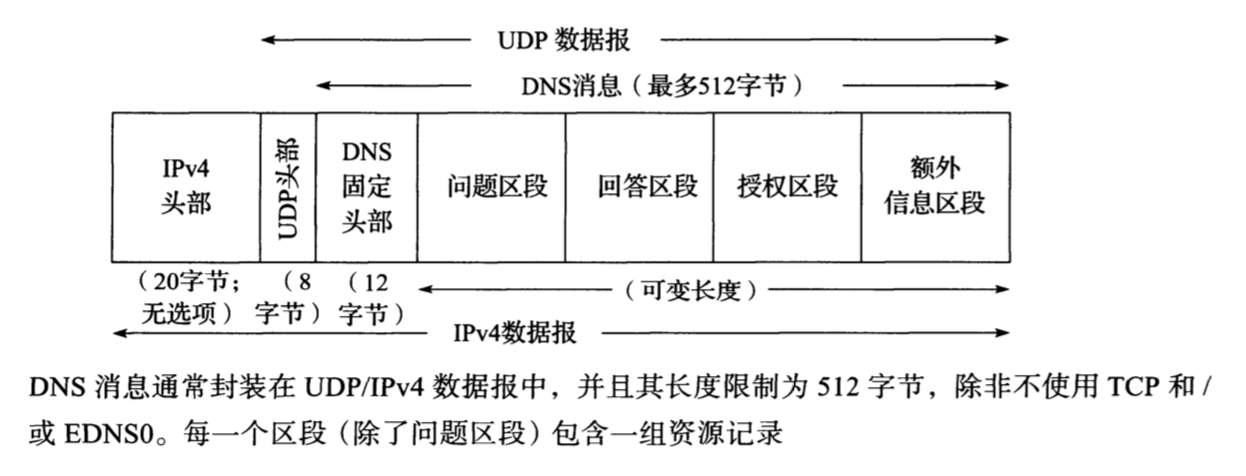 UDP 数据报
DNS消息（最多512字节）
IPv4
头部
UDP头部
DNS
固定
头部
问题区段
回答区段
授权区段
额外
信息区段
（20字节；
无选项）
（8
字节）
（12
字节）
（可变长度）
IPv4数据报
DNS 消息通常封装在 UDP/IPv4 数据报中，并且其长度限制为 512 字节，除非不使用 TCP 和 /
或 EDNS0。每一个区段（除了问题区段）包含一组资源记录